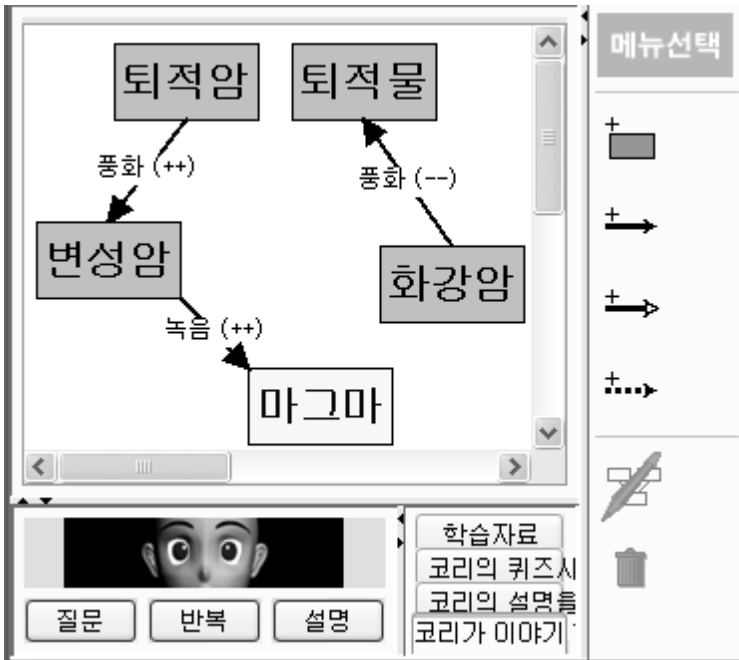 메뉴선택
퇴적암 퇴적물
풍화 (++)
풍화 (--)
변성암
화강암
녹음 (++)
마그마
학습자료
코리의 퀴즈시
코리의 설명을
코리가 이야기
질문 반복 설명